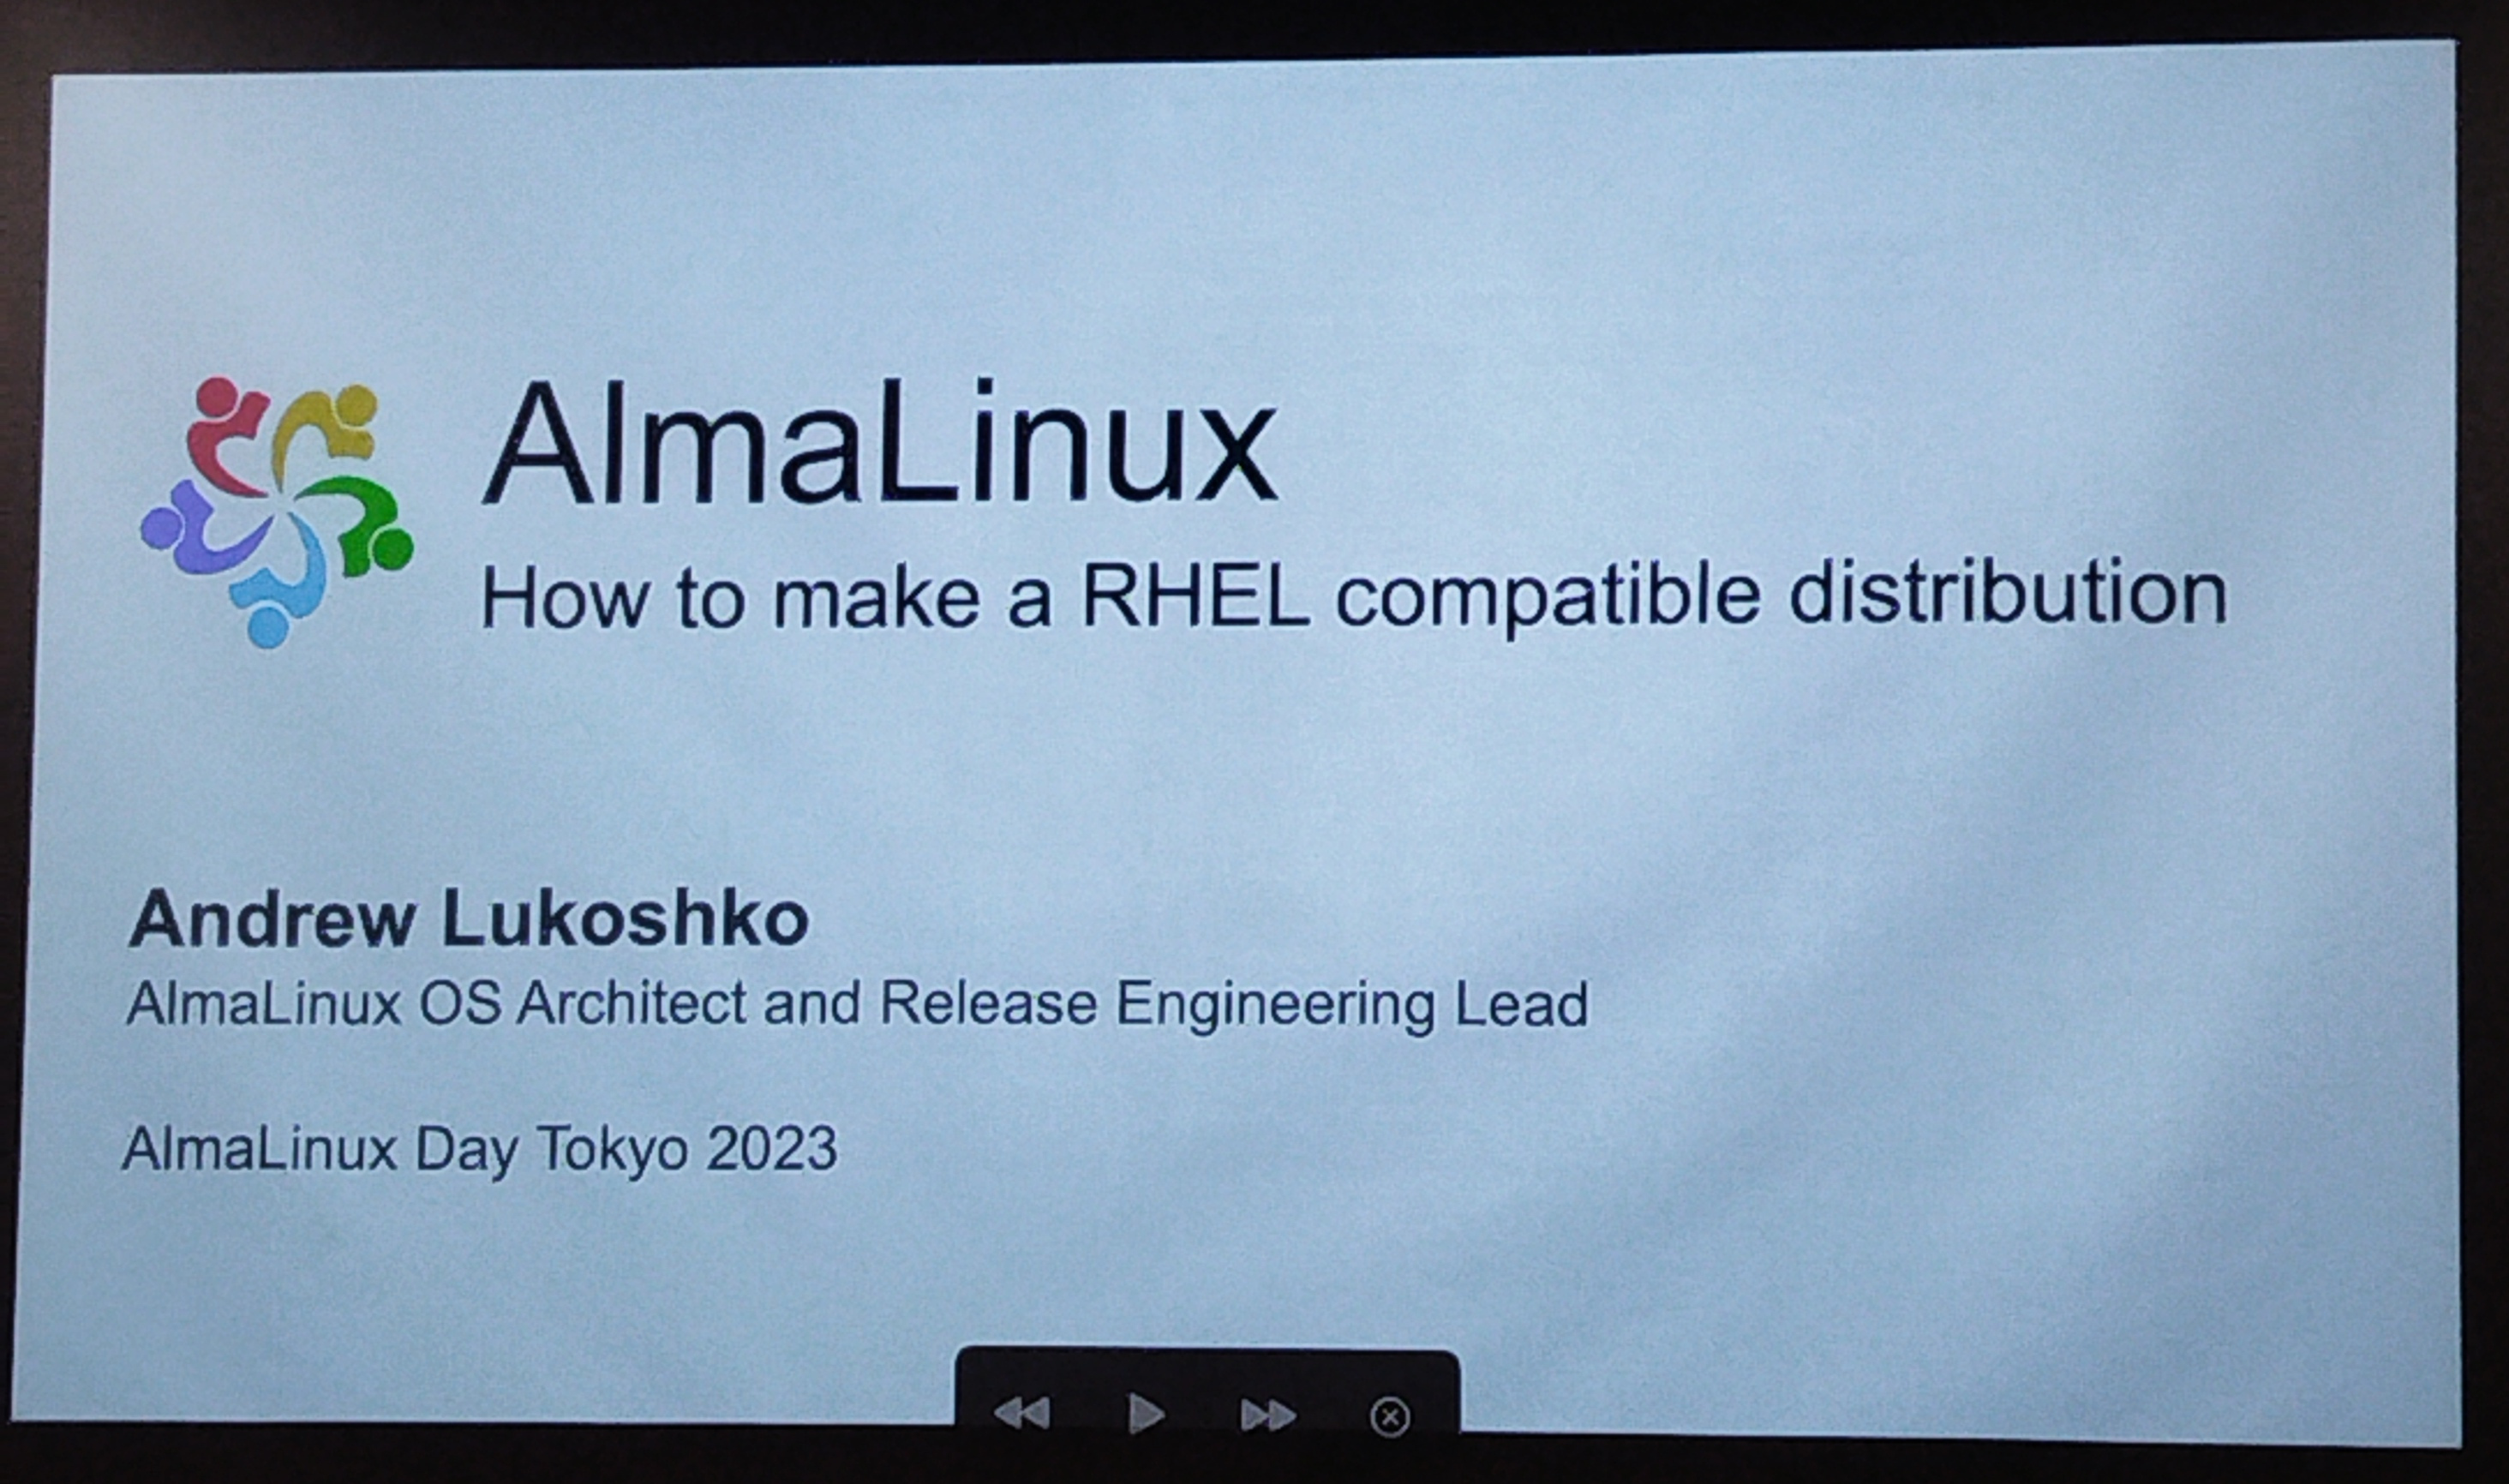 AlmaLinux
How to make a RHEL compatible distribution
Andrew Lukoshko
AlmaLinux OS Architect and Release Engineering Lead
AlmaLinux Day Tokyo 2023